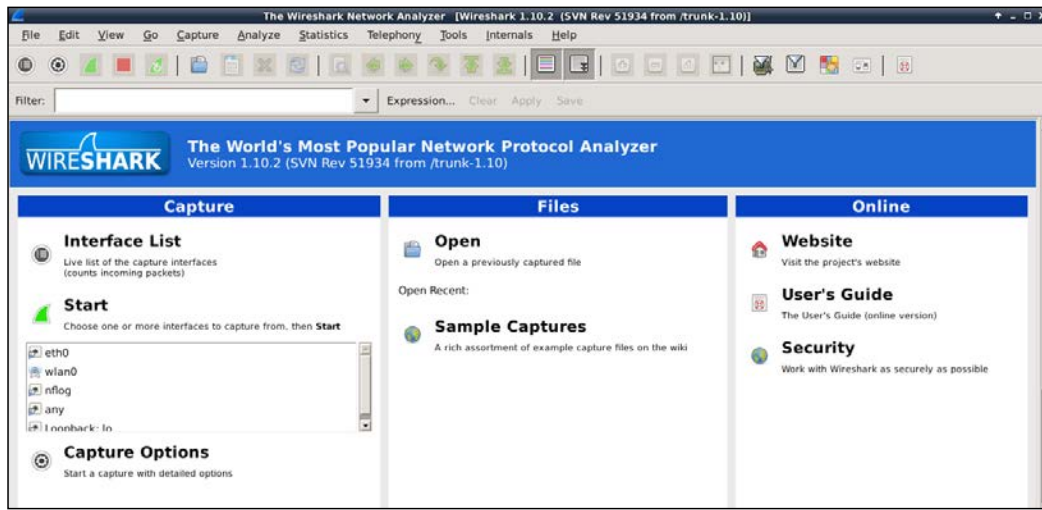 The Wireshark Network Analyzer [Wireshark 1.10.2 (SVN Rev 51934 from /trunk-1.10)]
File Edit View Go Capture Analyze Statistics Telephony Tools Internals Help
Filter: Expression... Clear Apply Save
WIRESHARK
The World's Most Popular Network Protocol Analyzer
Version 1.10.2 (SVN Rev 51934 from /trunk-1.10)
Capture
Interface List
Live list of the capture interfaces
(counts incoming packets)
Start
Choose one or more interfaces to capture from, then Start
eth0
wlan0
nflog
any
Loopback: lo
Capture Options
Start a capture with detailed options
Files
Open
Open a previously captured file
Open Recent:
Sample Captures
A rich assortment of example capture files on the wiki
Online
Website
Visit the project's website
User's Guide
The User's Guide (online version)
Security
Work with Wireshark as securely as possible